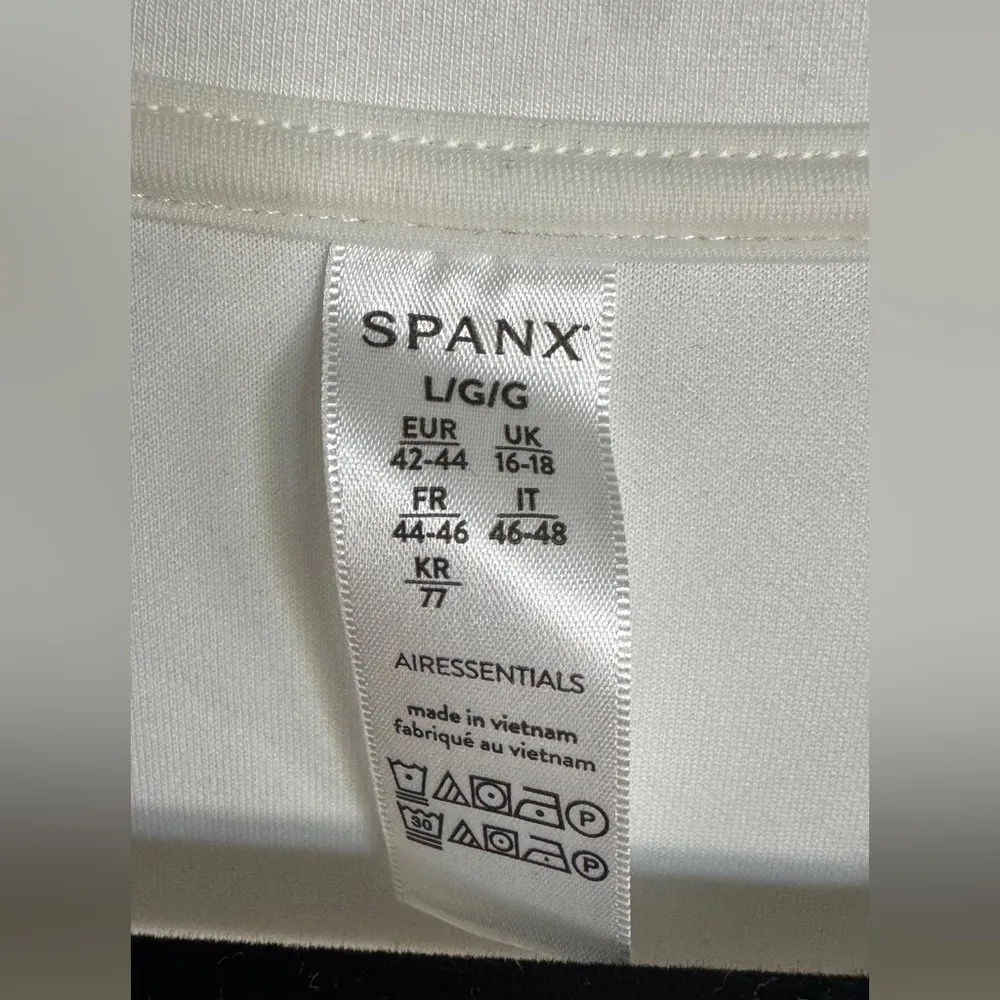 SPANX
L/G/G
EUR UK
42-44 16-18
FR IT
44-46 46-48
KR
77
AIRESSENTIALS
made in vietnam
fabriqué au vietnam
P
30 P